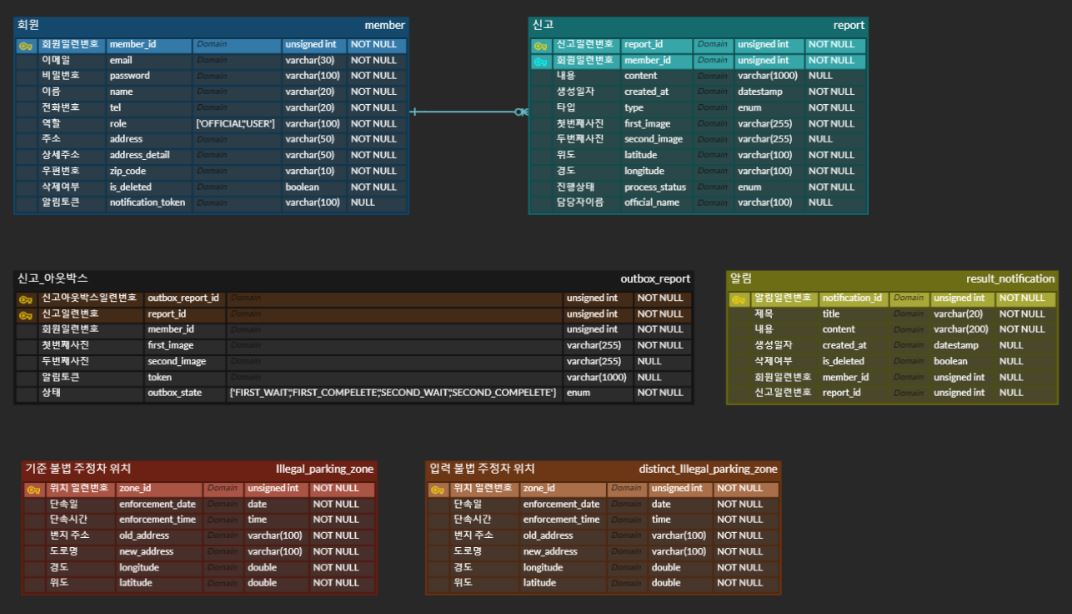 회원 member
회원일련번호 member_id Domain unsigned int NOT NULL
이메일 email Domain varchar(30) NOT NULL
비밀번호 password Domain varchar(100) NOT NULL
이름 name Domain varchar(20) NOT NULL
전화번호 tel Domain varchar(20) NOT NULL
역할 role ['OFFICIAL','USER'] varchar(100) NOT NULL
주소 address Domain varchar(50) NOT NULL
상세주소 address_detail Domain varchar(50) NOT NULL
우편번호 zip_code Domain varchar(10) NOT NULL
삭제여부 is_deleted Domain boolean NOT NULL
알림토큰 notification_token Domain varchar(100) NULL
신고 report
신고일련번호 report_id Domain unsigned int NOT NULL
회원일련번호 member_id Domain unsigned int NOT NULL
내용 content Domain varchar(1000) NULL
생성일자 created_at Domain datestamp NOT NULL
타입 type Domain enum NOT NULL
첫번째사진 first_image Domain varchar(255) NOT NULL
두번째사진 second_image Domain varchar(255) NULL
위도 latitude Domain varchar(100) NOT NULL
경도 longitude Domain varchar(100) NOT NULL
진행상태 process_status Domain enum NOT NULL
담당자이름 official_name Domain varchar(100) NULL
신고_아웃박스 outbox_report
신고아웃박스일련번호 outbox_report_id Domain unsigned int NOT NULL
신고일련번호 report_id Domain unsigned int NOT NULL
회원일련번호 member_id Domain unsigned int NOT NULL
첫번째사진 first_image Domain varchar(255) NOT NULL
두번째사진 second_image Domain varchar(255) NULL
알림토큰 token Domain varchar(1000) NULL
상태 outbox_state ['FIRST_WAIT','FIRST_COMPELETE','SECOND_WAIT','SECOND_COMPLETE'] enum NOT NULL
알림 result_notification
알림일련번호 notification_id Domain unsigned int NOT NULL
제목 title Domain varchar(20) NOT NULL
내용 content Domain varchar(200) NOT NULL
생성일자 created_at Domain datestamp NULL
삭제여부 is_deleted Domain boolean NULL
회원일련번호 member_id Domain unsigned int NULL
신고일련번호 report_id Domain unsigned int NULL
기준 불법 주정차 위치 Illegal_parking_zone
위치 일련번호 zone_id Domain unsigned int NOT NULL
단속일 enforcement_date Domain date NOT NULL
단속시간 enforcement_time Domain time NOT NULL
번지 주소 old_address Domain varchar(100) NOT NULL
도로명 new_address Domain varchar(100) NOT NULL
경도 longitude Domain double NOT NULL
위도 latitude Domain double NOT NULL
입력 불법 주정차 위치 distinct_Illegal_parking_zone
위치 일련번호 zone_id Domain unsigned int NOT NULL
단속일 enforcement_date Domain date NOT NULL
단속시간 enforcement_time Domain time NOT NULL
번지 주소 old_address Domain varchar(100) NOT NULL
도로명 new_address Domain varchar(100) NOT NULL
경도 longitude Domain double NOT NULL
위도 latitude Domain double NOT NULL